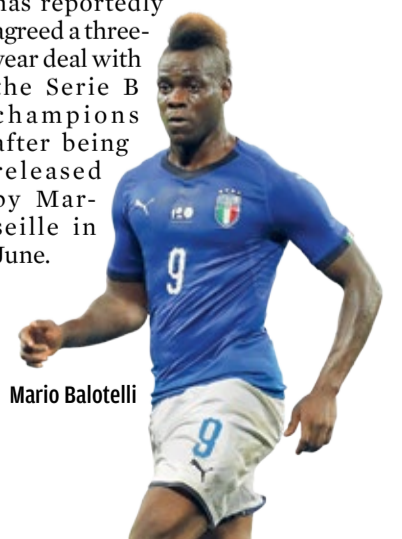 has reportedly
agreed a three-
year deal with
the Serie B
champions
after being
released
by Mar-
seille in
June.
9
Mario Balotelli
9